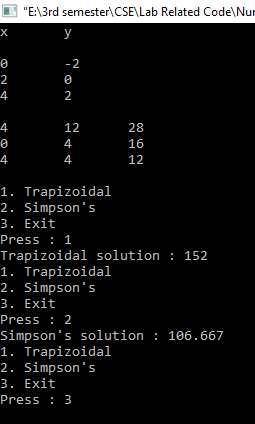 "E:\3rd semester\CSE\Lab Related Code\Nu
x y
0 -2
2 0
4 2
4 12 28
0 4 16
4 4 12
1. Trapizoidal
2. Simpson's
3. Exit
Press : 1
Trapizoidal solution : 152
1. Trapizoidal
2. Simpson's
3. Exit
Press : 2
Simpson's solution : 106.667
1. Trapizoidal
2. Simpson's
3. Exit
Press : 3